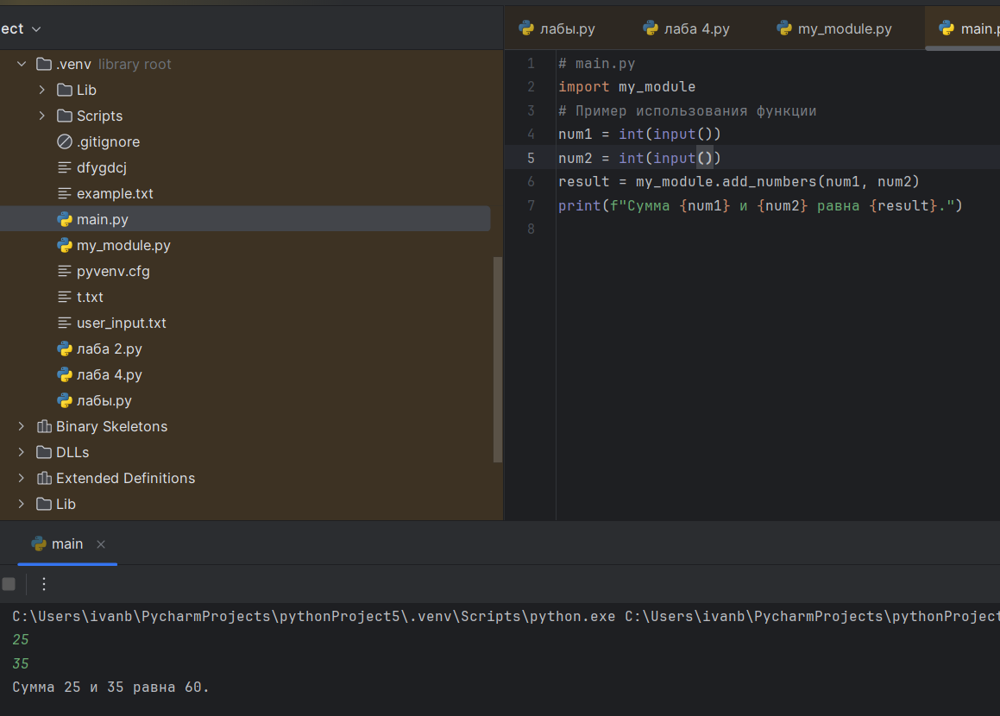 ect
.venv library root
Lib
Scripts
.gitignore
dfygdcj
example.txt
main.py
my_module.py
pyvenv.cfg
t.txt
user_input.txt
лаба 2.py
лаба 4.py
лабы.py
Binary Skeletons
DLLs
Extended Definitions
Lib
лабы.py лаба 4.py my_module.py main.p
1 # main.py
2 import my_module
3 # Пример использования функции
4 num1 = int(input())
5 num2 = int(input())
6 result = my_module.add_numbers(num1, num2)
7 print(f"Сумма {num1} и {num2} равна {result}.")
8
main
C:\Users\ivanb\PycharmProjects\pythonProject5\.venv\Scripts\python.exe C:\Users\ivanb\PycharmProjects\pythonProject
25
35
Сумма 25 и 35 равна 60.